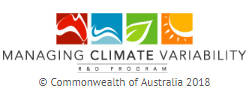 MANAGING CLIMATE VARIABILITY
R&D PROGRAM
© Commonwealth of Australia 2018